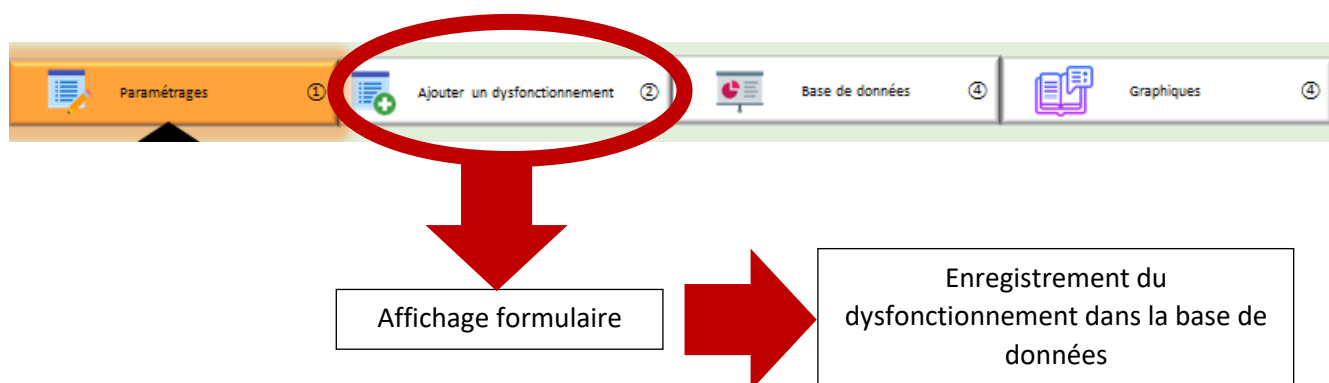 Paramétrages ①
Ajouter un dysfonctionnement ②
Base de données ④
Graphiques ④
Affichage formulaire
Enregistrement du
dysfonctionnement dans la base de
données